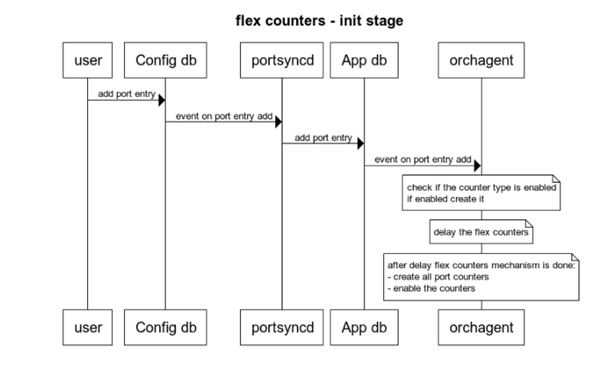 flex counters - init stage
user
Config db
portsyncd
App db
orchagent
add port entry
event on port entry add
add port entry
event on port entry add
check if the counter type is enabled
if enabled create it
delay the flex counters
after delay flex counters mechanism is done:
- create all port counters
- enable the counters
user
Config db
portsyncd
App db
orchagent